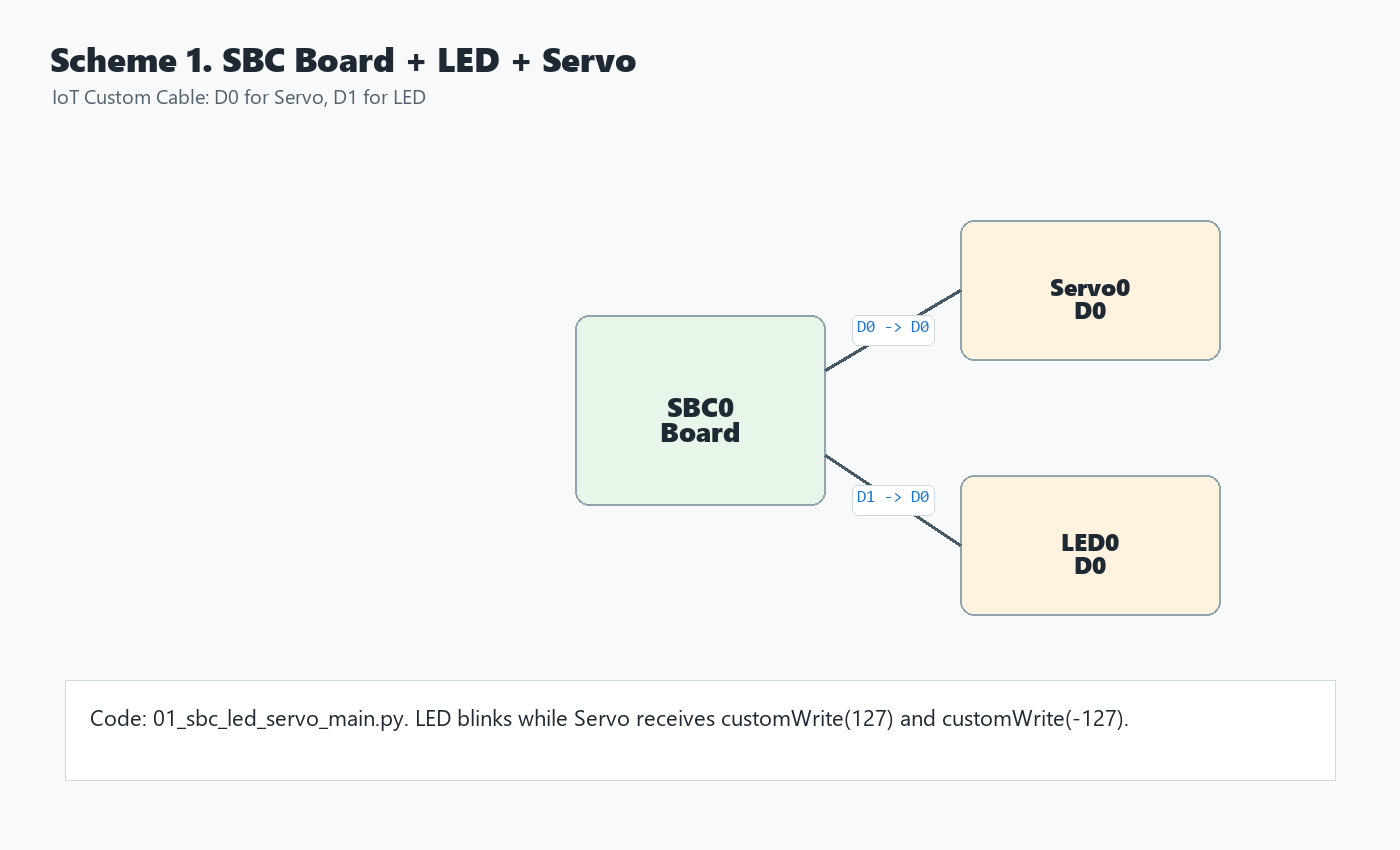 Scheme 1. SBC Board + LED + Servo
IoT Custom Cable: D0 for Servo, D1 for LED
Servo0
D0
D0 -> D0
SBC0
Board
D1 -> D0
LED0
D0
Code: 01_sbc_led_servo_main.py. LED blinks while Servo receives customWrite(127) and customWrite(-127).